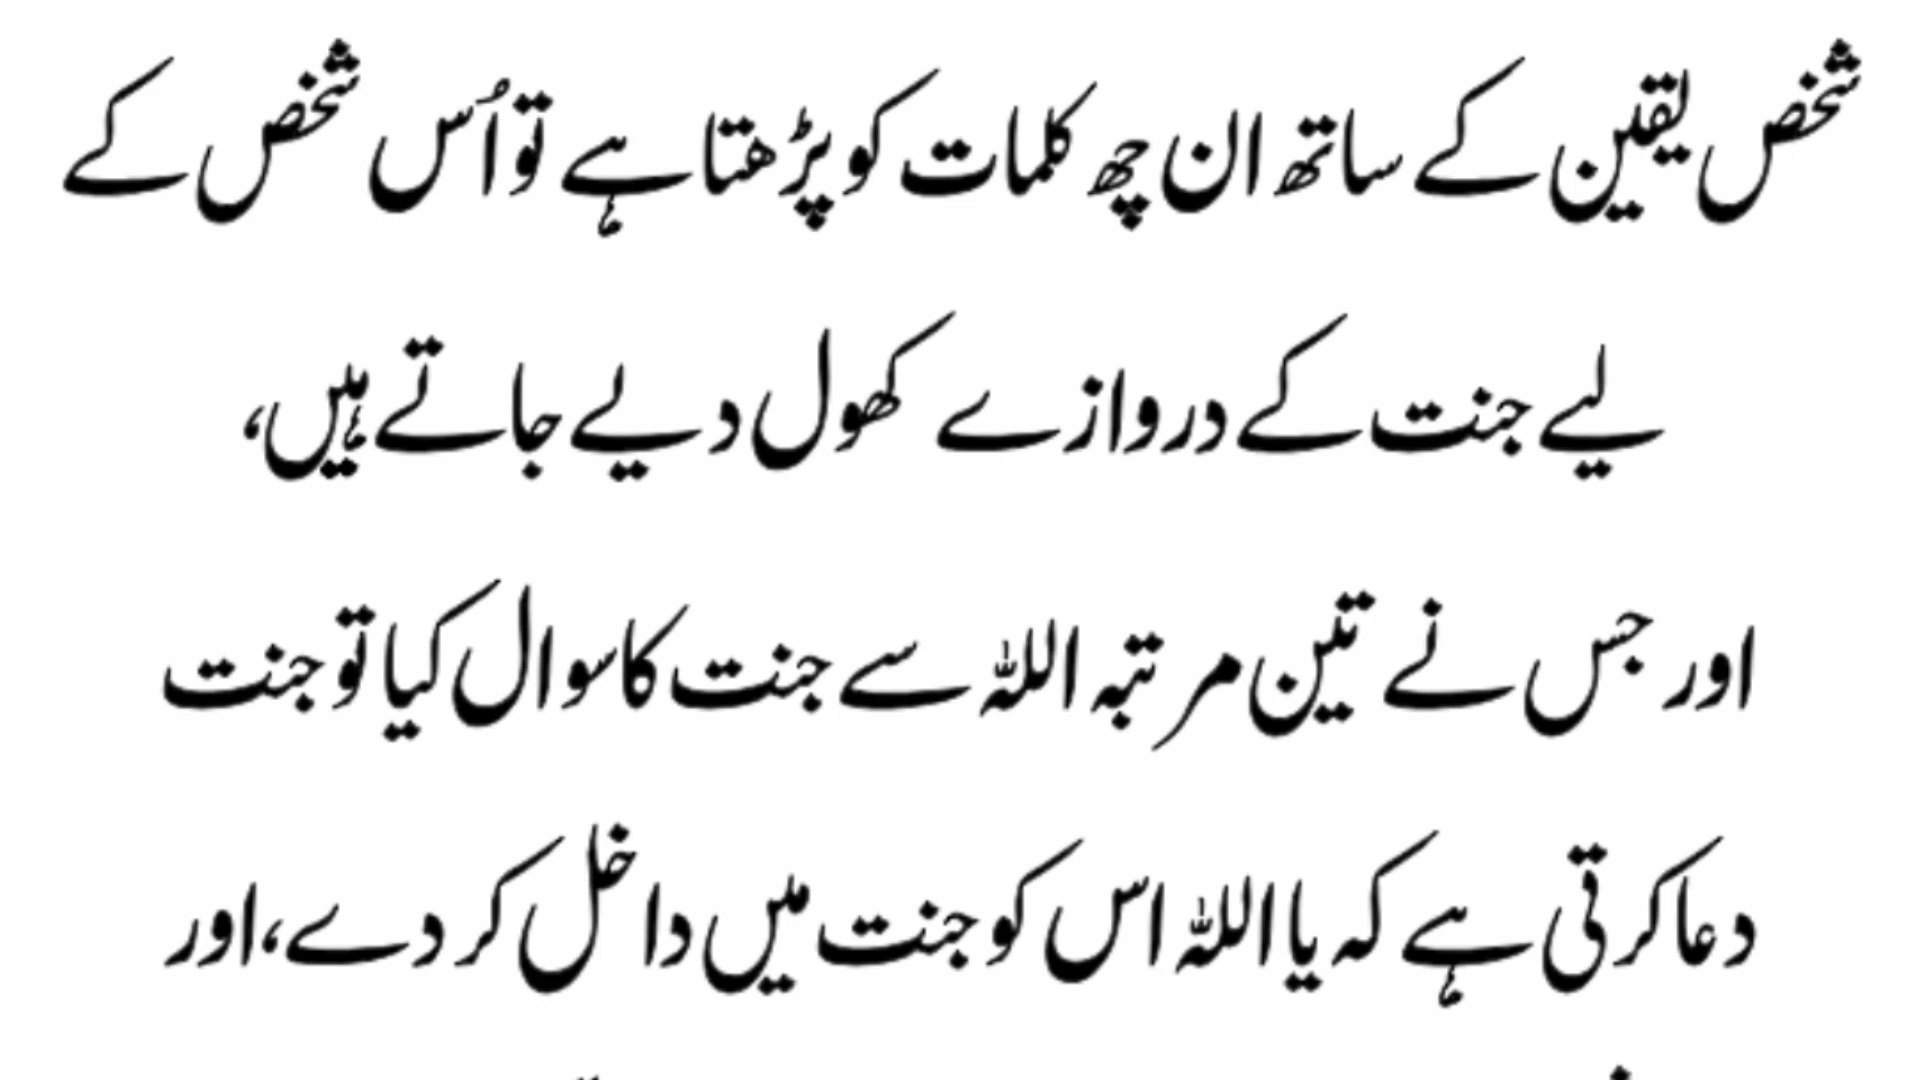 شخص یقین کے ساتھ ان چھ کلمات کو پڑھتا ہے تو اُس شخص کے
لیے جنت کے دروازے کھول دیے جاتے ہیں،
اور جس نے تین مرتبہ اللہ سے جنت کا سوال کیا تو جنت
دعا کرتی ہے کہ یا اللہ اس کو جنت میں داخل کر دے، اور